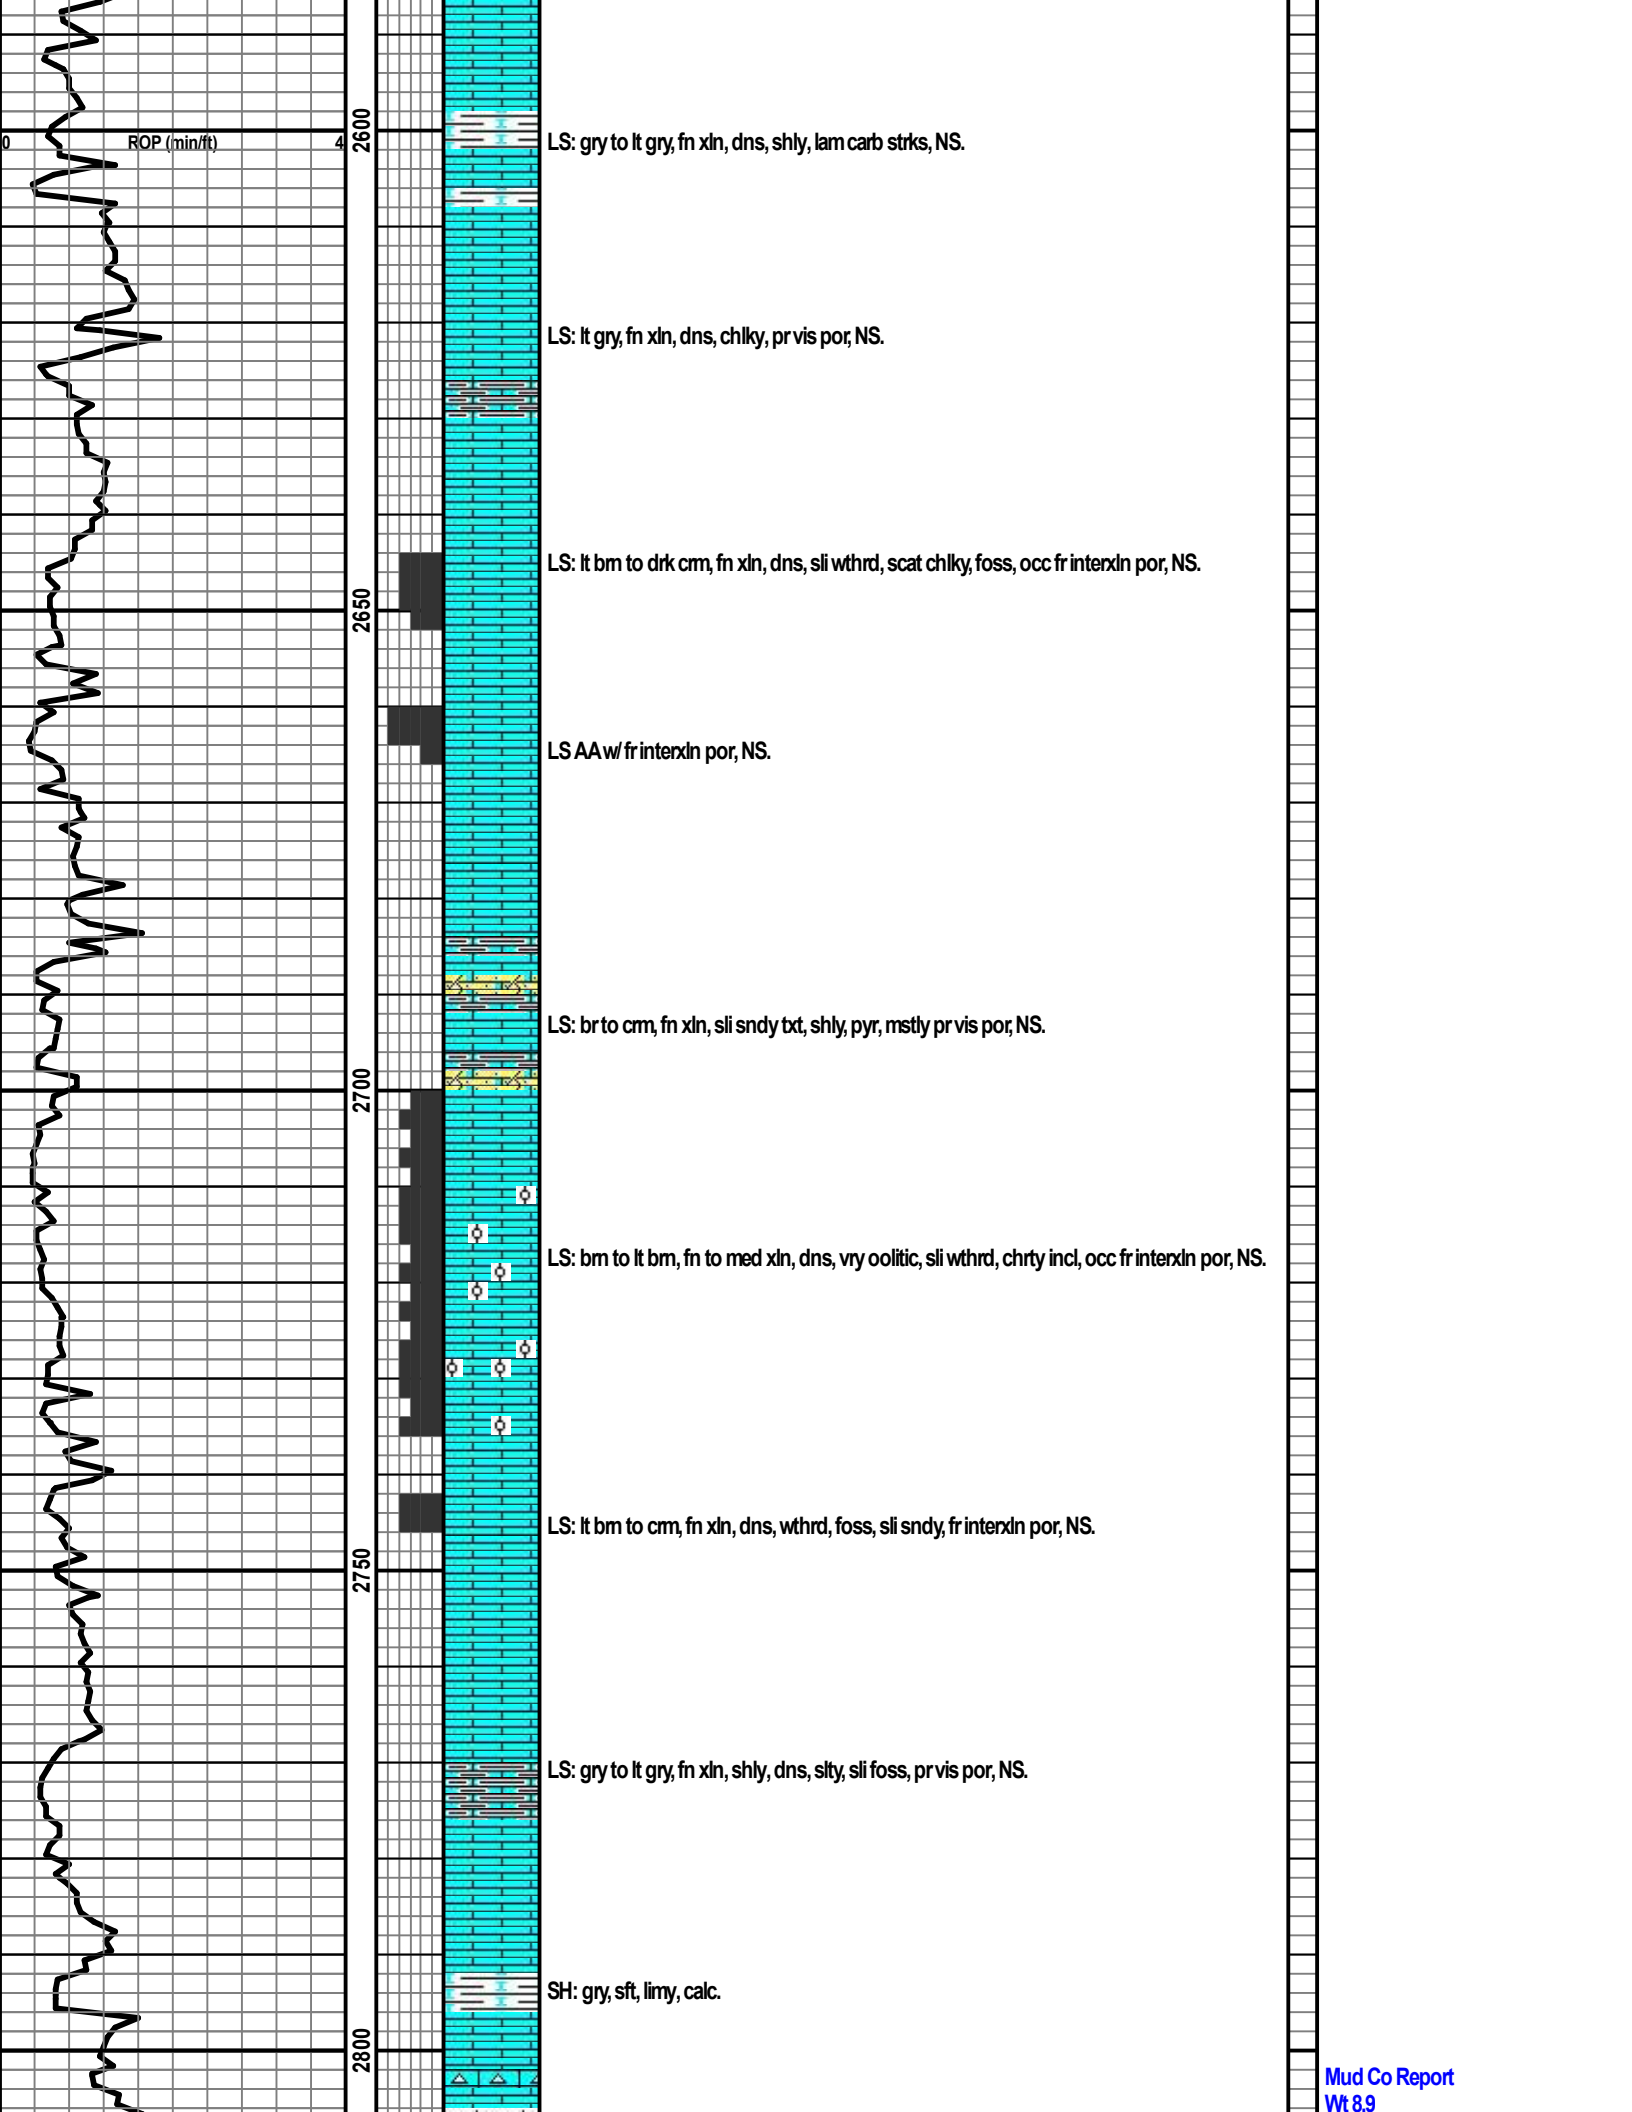 2600
0 ROP (min/ft) 4
LS: gry to lt gry, fn xln, dns, shly, lam carb strks, NS.
LS: lt gry, fn xln, dns, chlky, pr vis por, NS.
LS: lt brn to drk crm, fn xln, dns, sli wthrd, scat chlky, foss, occ fr interxln por, NS.
2650
LS AA w/ fr interxln por, NS.
LS: br to crm, fn xln, sli sndy txt, shly, pyr, mstly pr vis por, NS.
2700
LS: brn to lt brn, fn to med xln, dns, vry oolitic, sli wthrd, chrty incl, occ fr interxln por, NS.
LS: lt brn to crm, fn xln, dns, wthrd, foss, sli sndy, fr interxln por, NS.
2750
LS: gry to lt gry, fn xln, shly, dns, slty, sli foss, pr vis por, NS.
SH: gry, sft, limy, calc.
2800
Mud Co Report
Wt 8.9